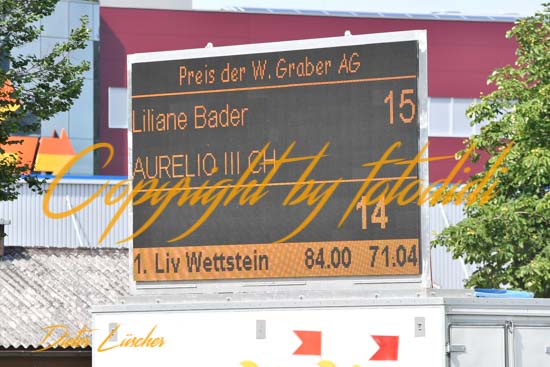 Preis der W. Graber AG
Liliane Bader 15
AURELIO III CH
14
1. Liv Wettstein 84.00 71.04
Copyright by fotodidi
Dieter Lüscher